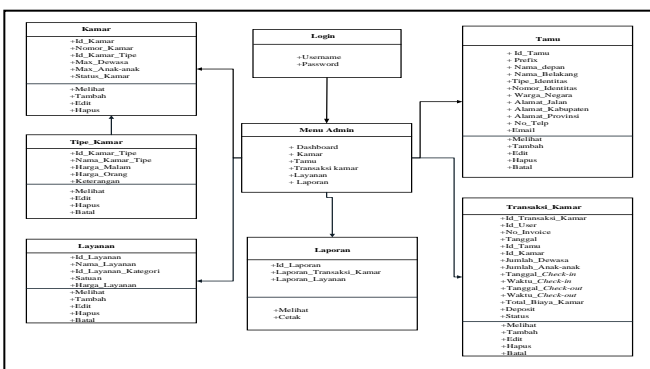 Kamar
+Id_Kamar
+Nomor_Kamar
+Id_Kamar_Tipe
+Max_Dewasa
+Max_Anak-anak
+Status_Kamar
+Melihat
+Tambah
+Edit
+Hapus
Tipe_Kamar
+Id_Kamar_Tipe
+Nama_Kamar_Tipe
+Harga_Malam
+Harga_Orang
+Keterangan
+Melihat
+Edit
+Hapus
+Batal
Layanan
+Id_Layanan
+Nama_Layanan
+Id_Layanan_Kategori
+Satuan
+Harga_Layanan
+Melihat
+Tambah
+Edit
+Hapus
+Batal
Login
+Username
+Password
Menu Admin
+ Dashboard
+ Kamar
+Tamu
+Transaksi kamar
+Layanan
+ Laporan
Laporan
+Id_Laporan
+Laporan_Transaksi_Kamar
+Laporan_Layanan
+Melihat
+Cetak
Tamu
+ Id_Tamu
+ Prefix
+ Nama_depan
+ Nama_Belakang
+Tipe_Identitas
+Nomor_Identitas
+ Warga_Negara
+ Alamat_Jalan
+ Alamat_Kabupaten
+ Alamat_Provinsi
+ No_Telp
+Email
+Melihat
+Tambah
+Edit
+Hapus
+Batal
Transaksi_Kamar
+Id_Transaksi_Kamar
+Id_User
+No_Invoice
+Tanggal
+Id_Tamu
+Id_Kamar
+Jumlah_Dewasa
+Jumlah_Anak-anak
+Tanggal_Check-in
+Waktu_Check-in
+Tanggal_Check-out
+Waktu_Check-out
+Total_Biaya_Kamar
+Deposit
+Status
+Melihat
+Tambah
+Edit
+Hapus
+Batal